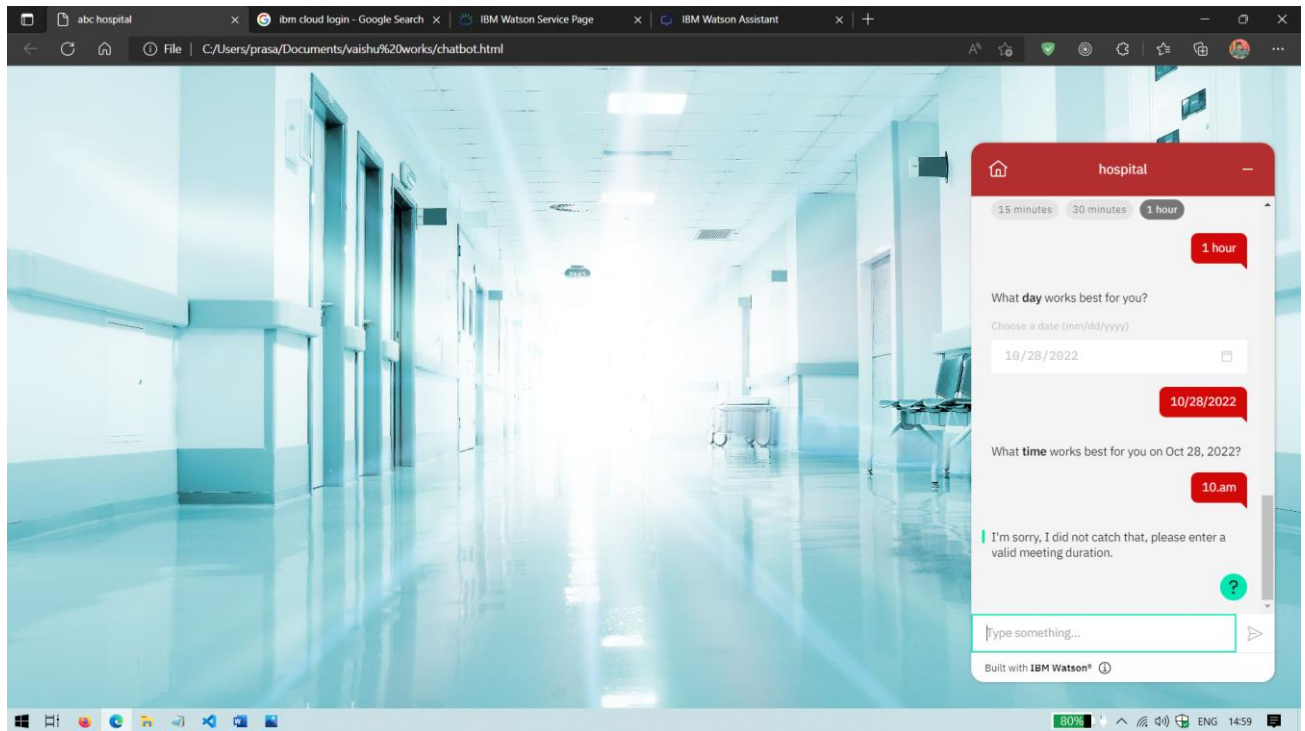 abc hospital
ibm cloud login - Google Search
IBM Watson Service Page
IBM Watson Assistant
File
C:/Users/prasa/Documents/vaishu%20works/chatbot.html
hospital
15 minutes 30 minutes 1 hour
1 hour
What day works best for you?
Choose a date (mm/dd/yyyy)
10/28/2022
10/28/2022
What time works best for you on Oct 28, 2022?
10.am
I'm sorry, I did not catch that, please enter a
valid meeting duration.
?
Type something...
Built with IBM Watson®
80% ENG 14:59